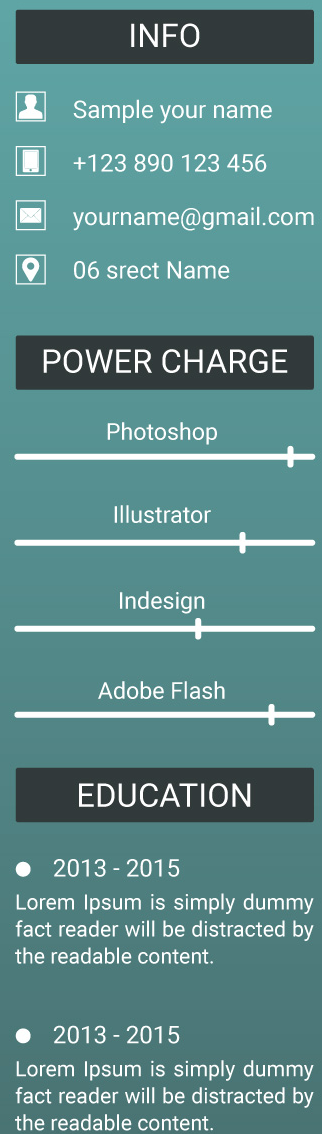 INFO
Sample your name
+123 890 123 456
yourname@gmail.com
06 srect Name
POWER CHARGE
Photoshop
Illustrator
Indesign
Adobe Flash
EDUCATION
2013 - 2015
Lorem Ipsum is simply dummy
fact reader will be distracted by
the readable content.
2013 - 2015
Lorem Ipsum is simply dummy
fact reader will be distracted by
the readable content.